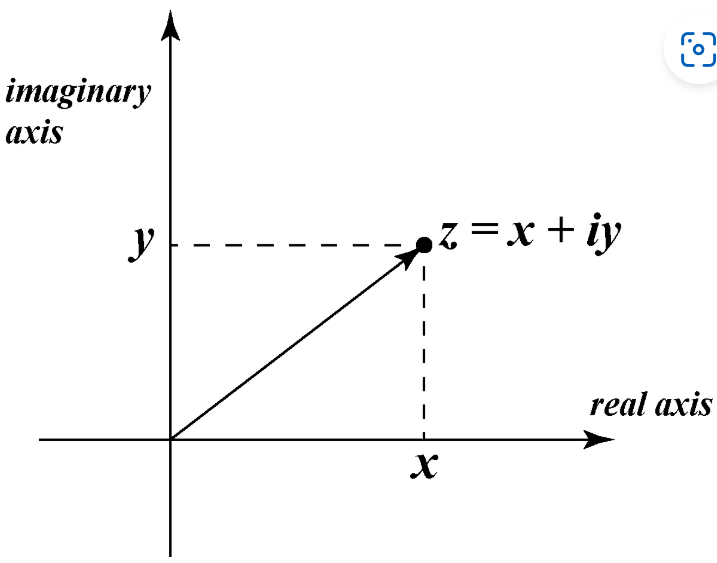 imaginary
axis
y
z = x + iy
real axis
x